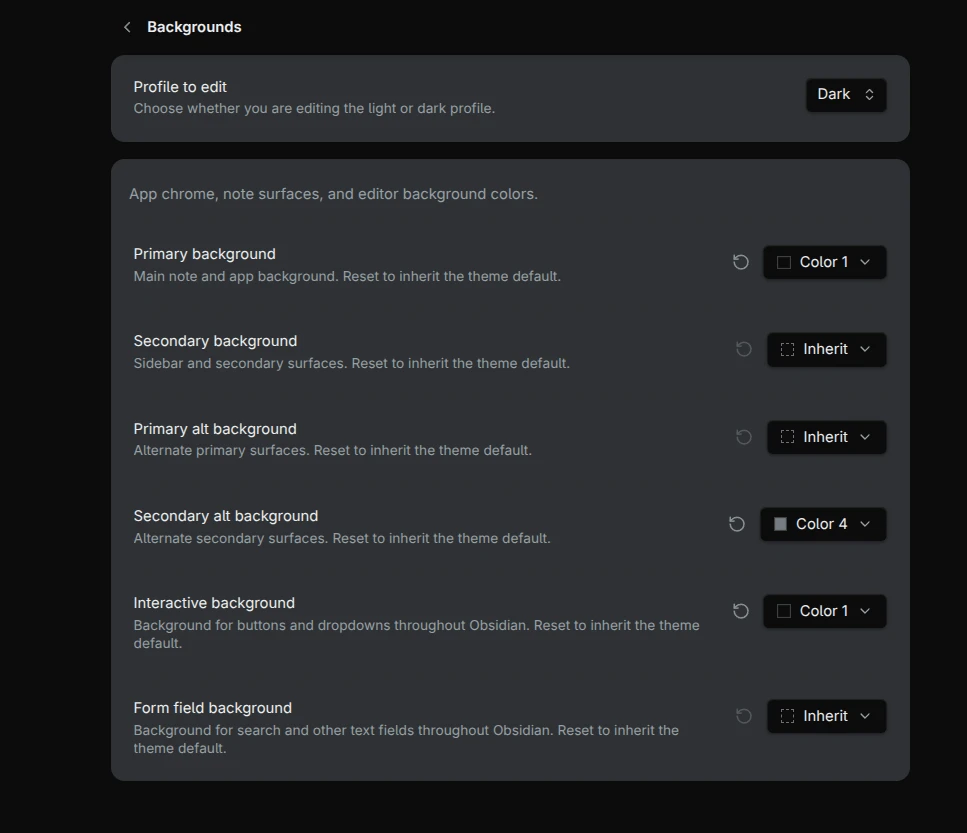 Backgrounds
Profile to edit
Choose whether you are editing the light or dark profile.
Dark
App chrome, note surfaces, and editor background colors.
Primary background
Main note and app background. Reset to inherit the theme default.
Color 1
Secondary background
Sidebar and secondary surfaces. Reset to inherit the theme default.
Inherit
Primary alt background
Alternate primary surfaces. Reset to inherit the theme default.
Inherit
Secondary alt background
Alternate secondary surfaces. Reset to inherit the theme default.
Color 4
Interactive background
Background for buttons and dropdowns throughout Obsidian. Reset to inherit the theme
default.
Color 1
Form field background
Background for search and other text fields throughout Obsidian. Reset to inherit the
theme default.
Inherit